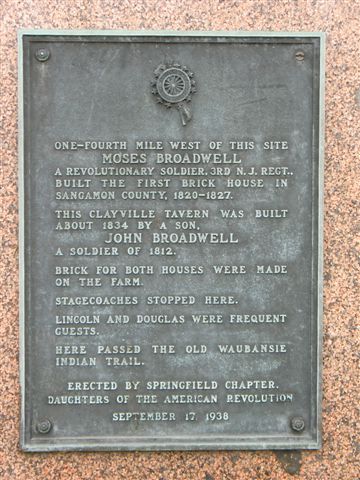 ONE-FOURTH MILE WEST OF THIS SITE
MOSES BROADWELL
A REVOLUTIONARY SOLDIER, 3RD N. J. REGT.,
BUILT THE FIRST BRICK HOUSE IN
SANGAMON COUNTY, 1820-1827.
THIS CLAYVILLE TAVERN WAS BUILT
ABOUT 1834 BY A SON,
JOHN BROADWELL
A SOLDIER OF 1812.
BRICK FOR BOTH HOUSES WERE MADE
ON THE FARM.
STAGECOACHES STOPPED HERE.
LINCOLN AND DOUGLAS WERE FREQUENT
GUESTS.
HERE PASSED THE OLD WAUBANSIE
INDIAN TRAIL.
ERECTED BY SPRINGFIELD CHAPTER,
DAUGHTERS OF THE AMERICAN REVOLUTION
SEPTEMBER 17, 1938